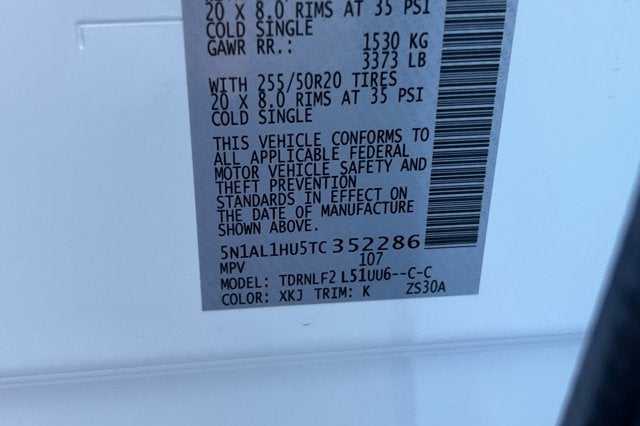 20 X 8.0 RIMS AT 35 PSI
COLD SINGLE
GAWR RR.: 1530 KG
3373 LB
WITH 255/50R20 TIRES
20 X 8.0 RIMS AT 35 PSI
COLD SINGLE
THIS VEHICLE CONFORMS TO
ALL APPLICABLE FEDERAL
MOTOR VEHICLE SAFETY AND
THEFT PREVENTION
STANDARDS IN EFFECT ON
THE DATE OF MANUFACTURE
SHOWN ABOVE.
5N1AL1HU5TC 352286
MPV 107
MODEL: TDRNLF2 L51UU6--C-C
COLOR: XKJ TRIM: K ZS30A